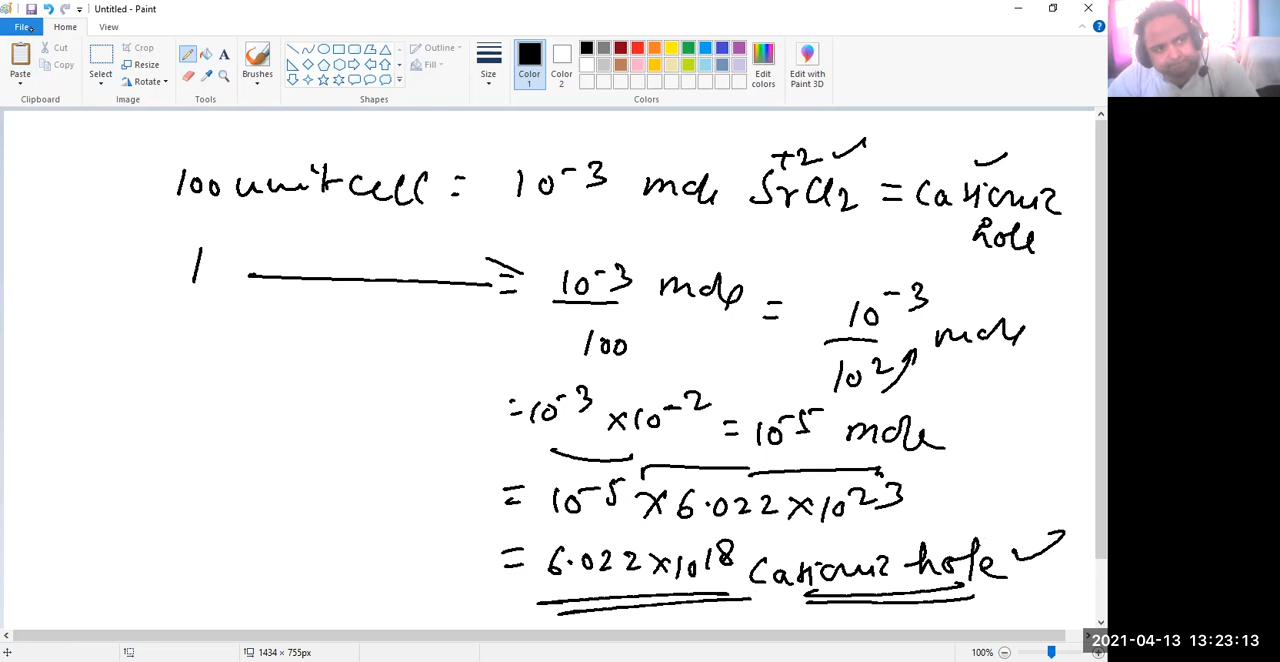 Untitled - Paint
File Home View
Paste Cut Copy Clipboard
Select Crop Resize Rotate Image
Tools
Brushes
Shapes Outline Fill
Size
Color 1 Color 2 Colors Edit colors
Edit with Paint 3D
100 unit cell = 10⁻³ mole SrCl₂ = Cationic hole
+2
1 = 10⁻³/100 mole = 10⁻³/10² mole
= 10⁻³ × 10⁻² = 10⁻⁵ mole
= 10⁻⁵ × 6.022 × 10²³
= 6.022 × 10¹⁸ Cationic hole
2021-04-13 13:23:13
1434 × 755px 100%